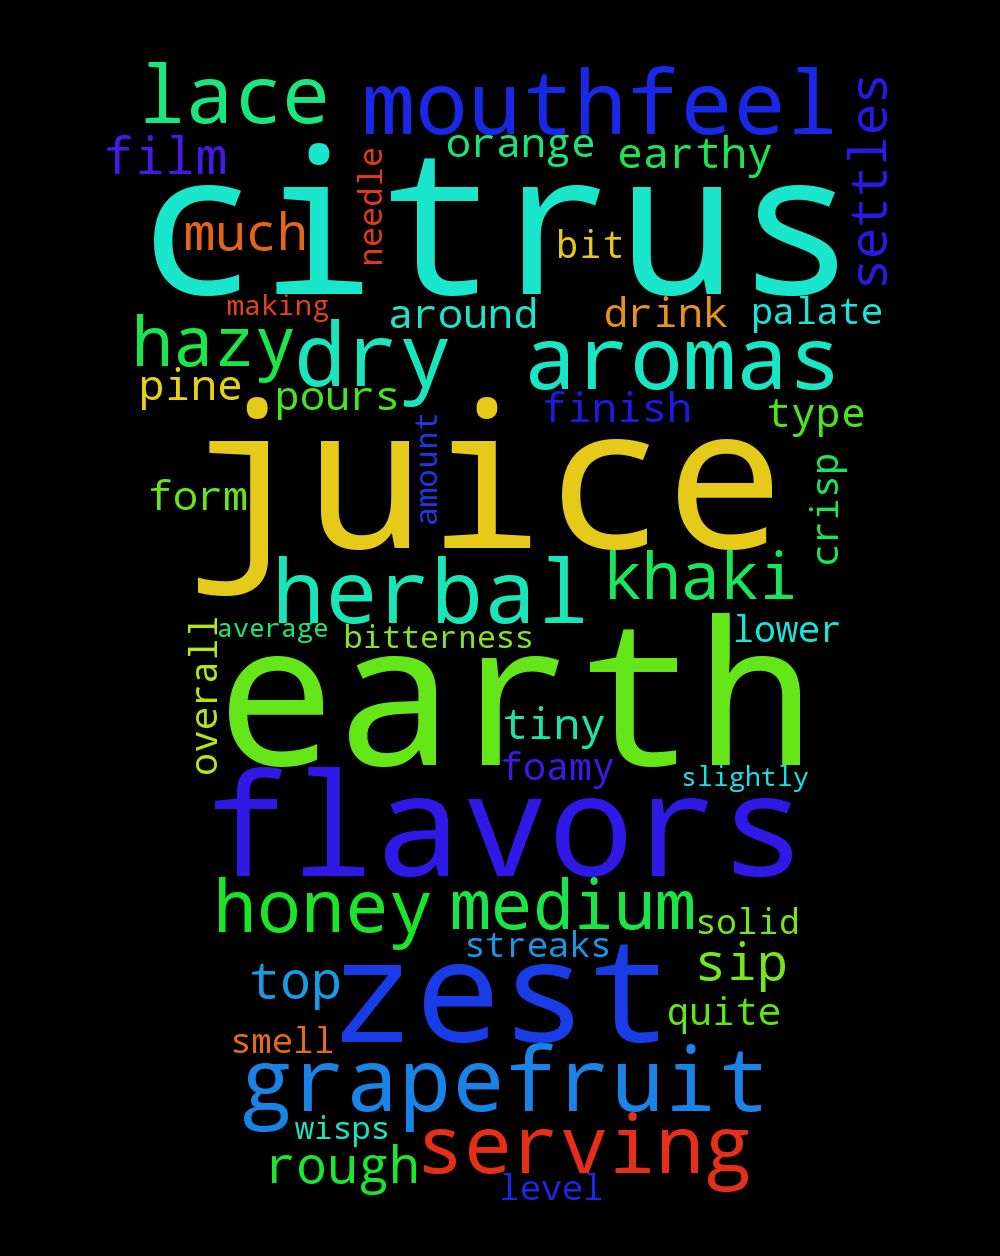 lace
mouthfeel
settles
film
orange
earthy
citrus
needle
much
bit
making
around
drink
palate
hazy
dry
aromas
pine
pours
finish
type
juice
amount
form
crisp
herbal
khaki
overall
average
bitterness
lower
earth
tiny
foamy
slightly
flavors
honey
medium
solid
streaks
sip
top
zest
quite
smell
grapefruit
wisps
serving
rough
level